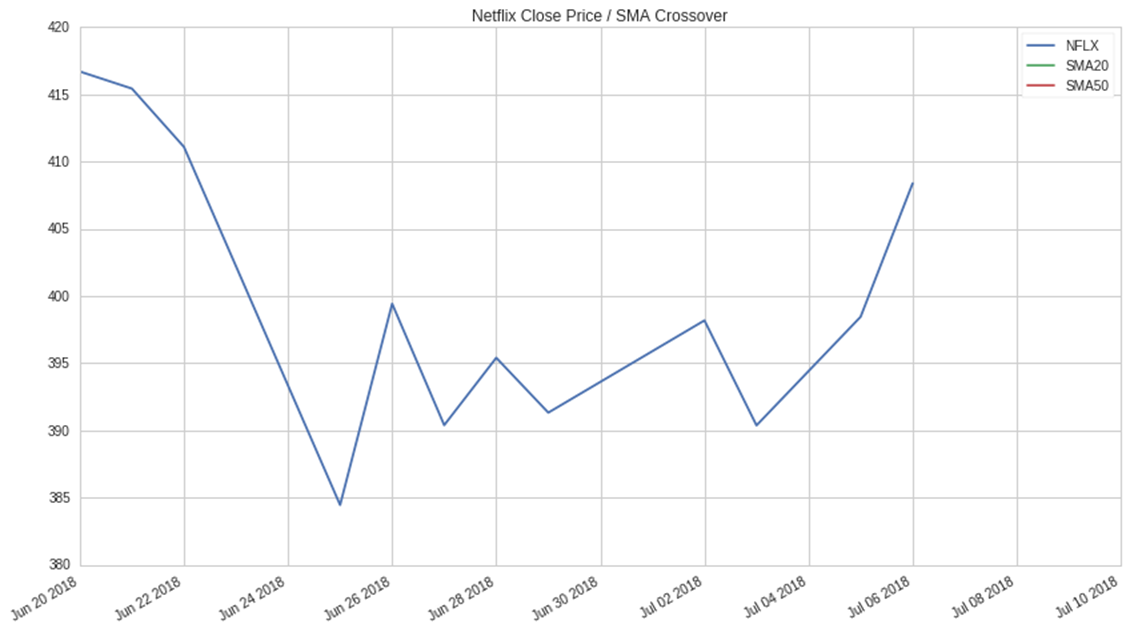 Netflix Close Price / SMA Crossover
NFLX
SMA20
SMA50
420
415
410
405
400
395
390
385
380
Jun 20 2018
Jun 22 2018
Jun 24 2018
Jun 26 2018
Jun 28 2018
Jun 30 2018
Jul 02 2018
Jul 04 2018
Jul 06 2018
Jul 08 2018
Jul 10 2018